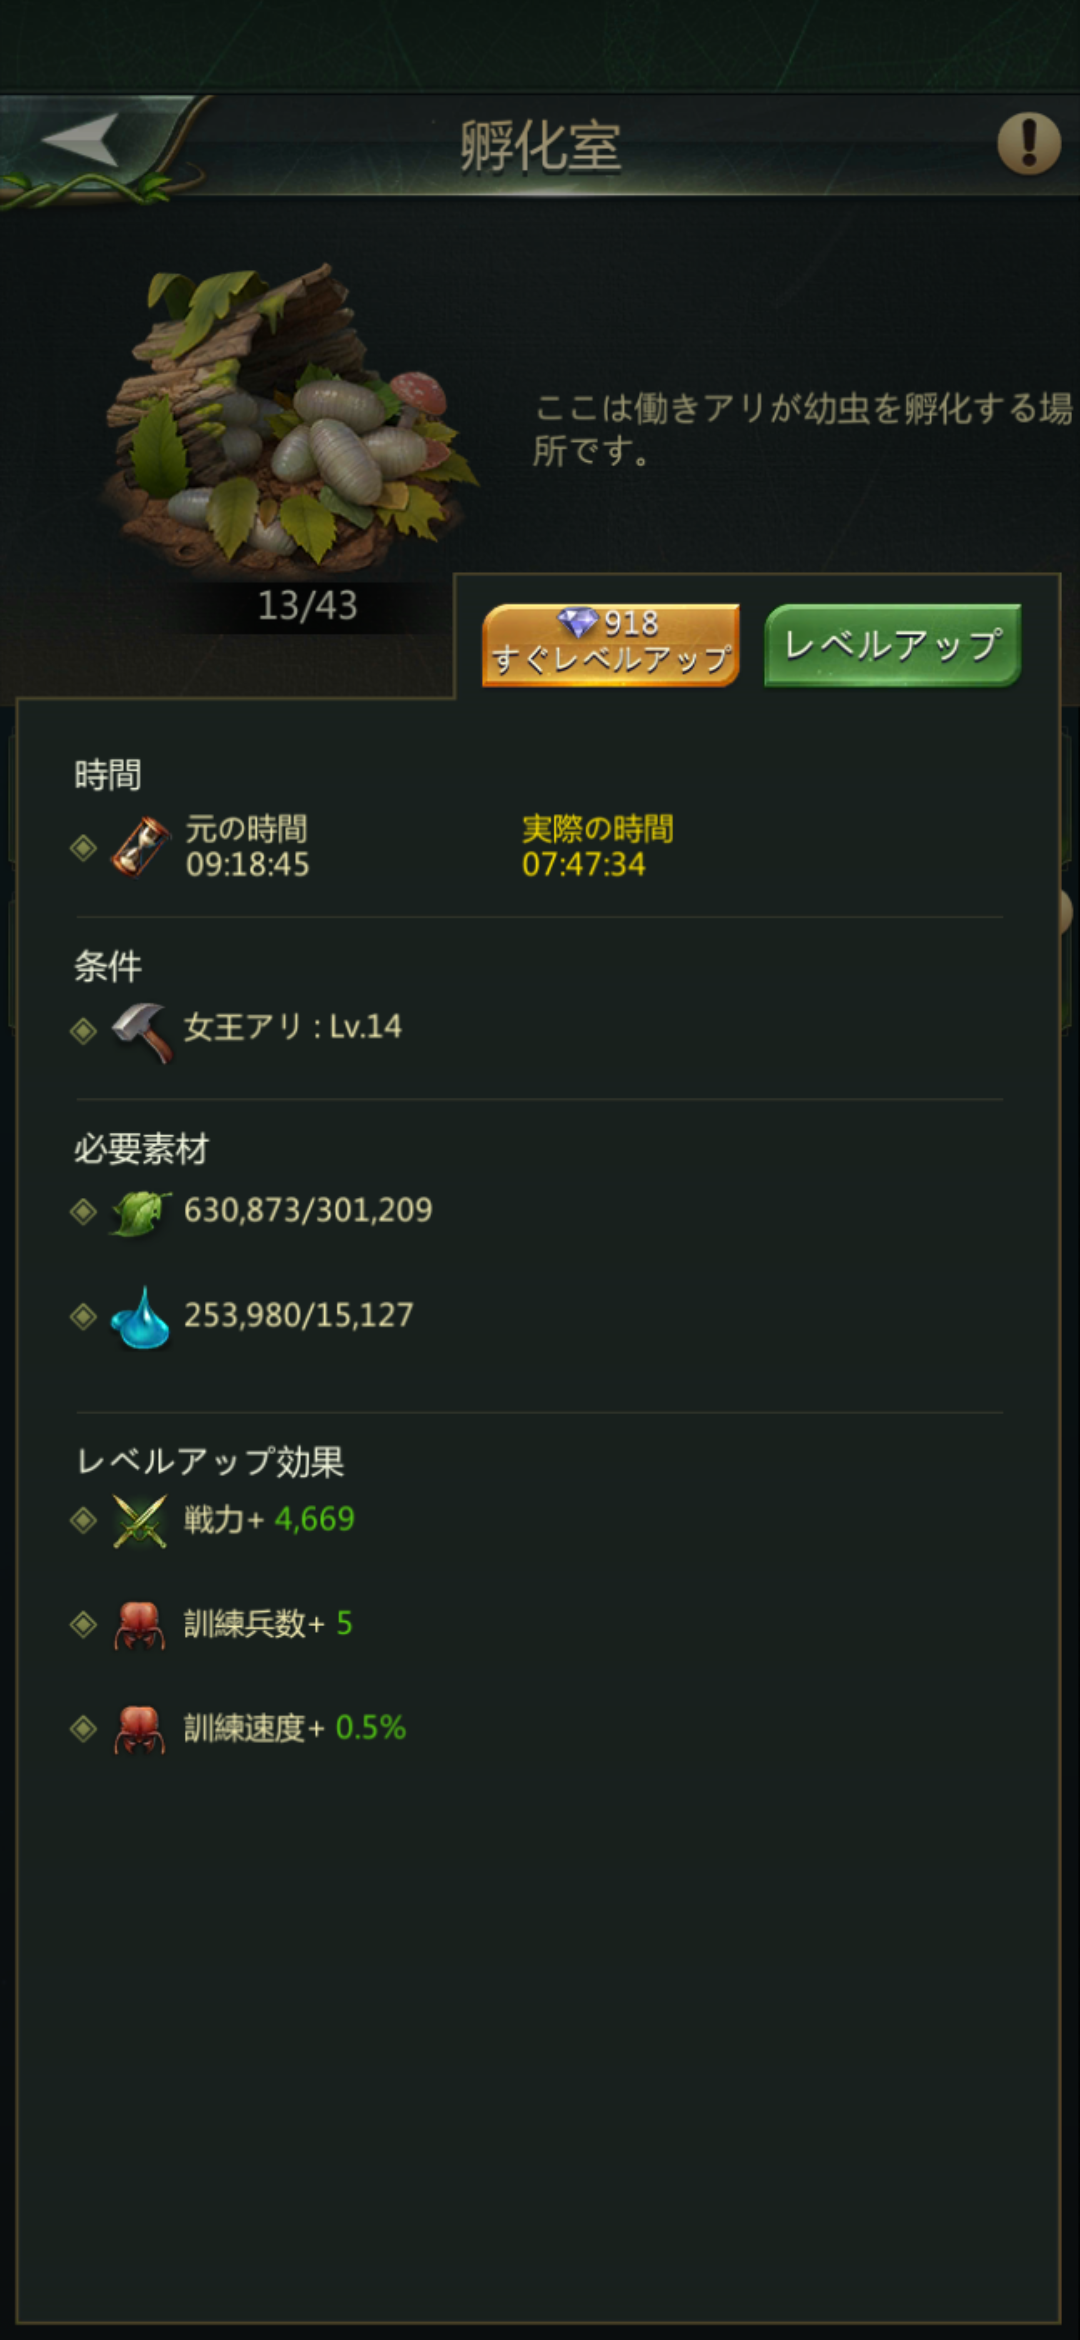 孵化室
ここは働きアリが幼虫を孵化する場
所です。
13/43
918
すぐレベルアップ
レベルアップ
時間
元の時間
09:18:45
実際の時間
07:47:34
条件
女王アリ : Lv.14
必要素材
630,873/301,209
253,980/15,127
レベルアップ効果
戦力+ 4,669
訓練兵数+ 5
訓練速度+ 0.5%